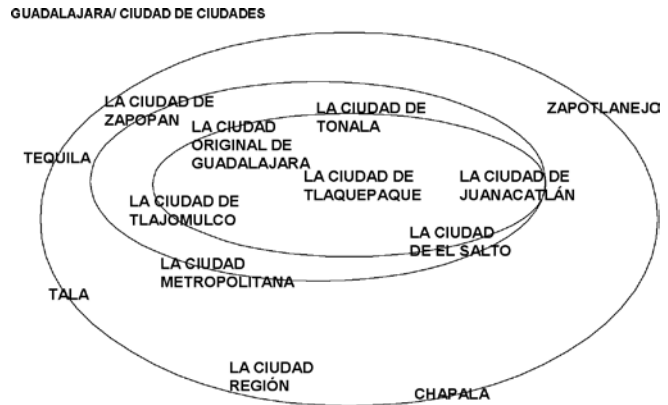 GUADALAJARA/ CIUDAD DE CIUDADES
LA CIUDAD DE
ZAPOPAN
LA CIUDAD DE
TONALA
ZAPOTLANEJO
LA CIUDAD
ORIGINAL DE
GUADALAJARA
TEQUILA
LA CIUDAD DE
TLAQUEPAQUE
LA CIUDAD DE
JUANACATLÁN
LA CIUDAD DE
TLAJOMULCO
LA CIUDAD
DE EL SALTO
LA CIUDAD
METROPOLITANA
TALA
LA CIUDAD
REGIÓN
CHAPALA